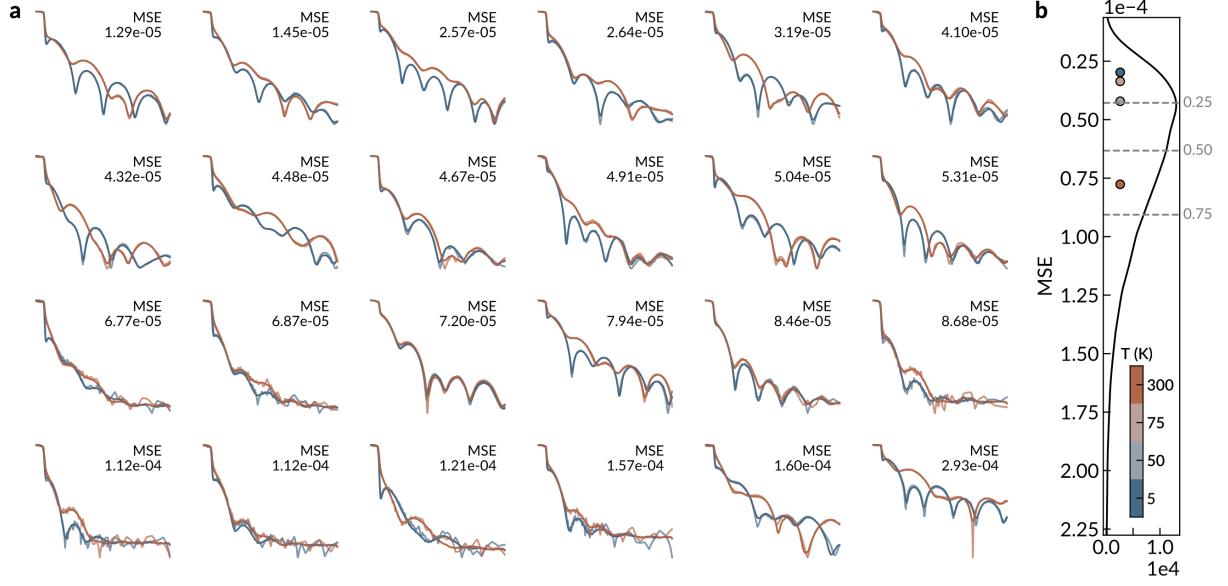 a
MSE
1.29e-05
MSE
1.45e-05
MSE
2.57e-05
MSE
2.64e-05
MSE
3.19e-05
MSE
4.10e-05
MSE
4.32e-05
MSE
4.48e-05
MSE
4.67e-05
MSE
4.91e-05
MSE
5.04e-05
MSE
5.31e-05
MSE
6.77e-05
MSE
6.87e-05
MSE
7.20e-05
MSE
7.94e-05
MSE
8.46e-05
MSE
8.68e-05
MSE
1.12e-04
MSE
1.12e-04
MSE
1.21e-04
MSE
1.57e-04
MSE
1.60e-04
MSE
2.93e-04
b
1e−4
0.25
0.50
0.75
1.00
1.25
1.50
1.75
2.00
2.25
MSE
0.25
0.50
0.75
T (K)
300
75
50
5
0.0
1.0
1e4